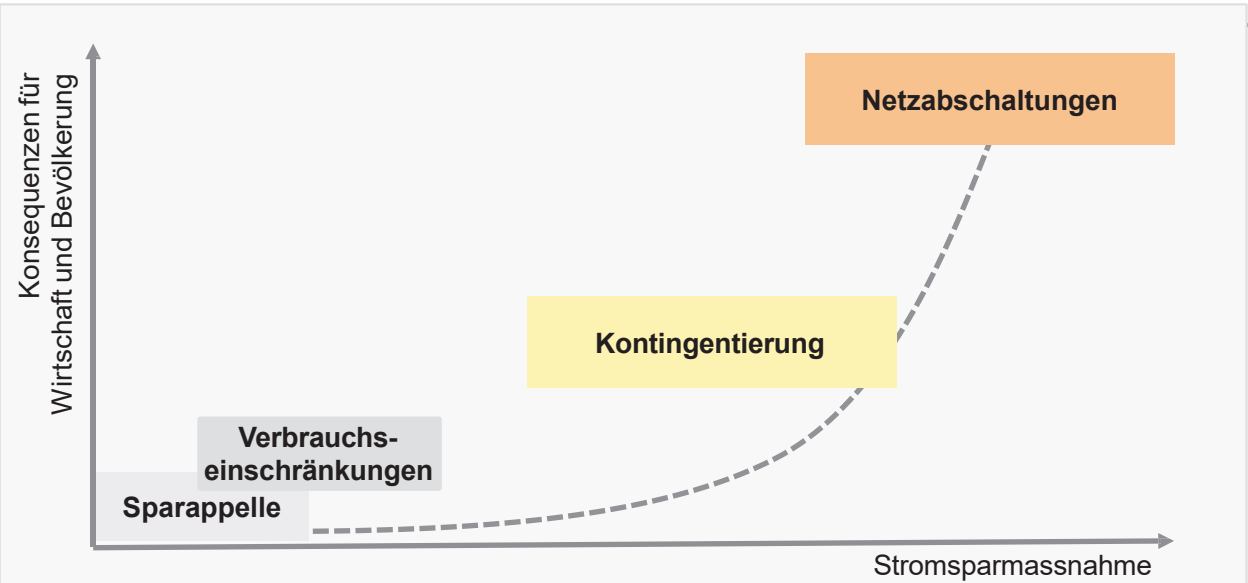 Konsequenzen für
Wirtschaft und Bevölkerung
Netzabschaltungen
Kontingentierung
Verbrauchs-
einschränkungen
Sparappelle
Stromsparmassnahme